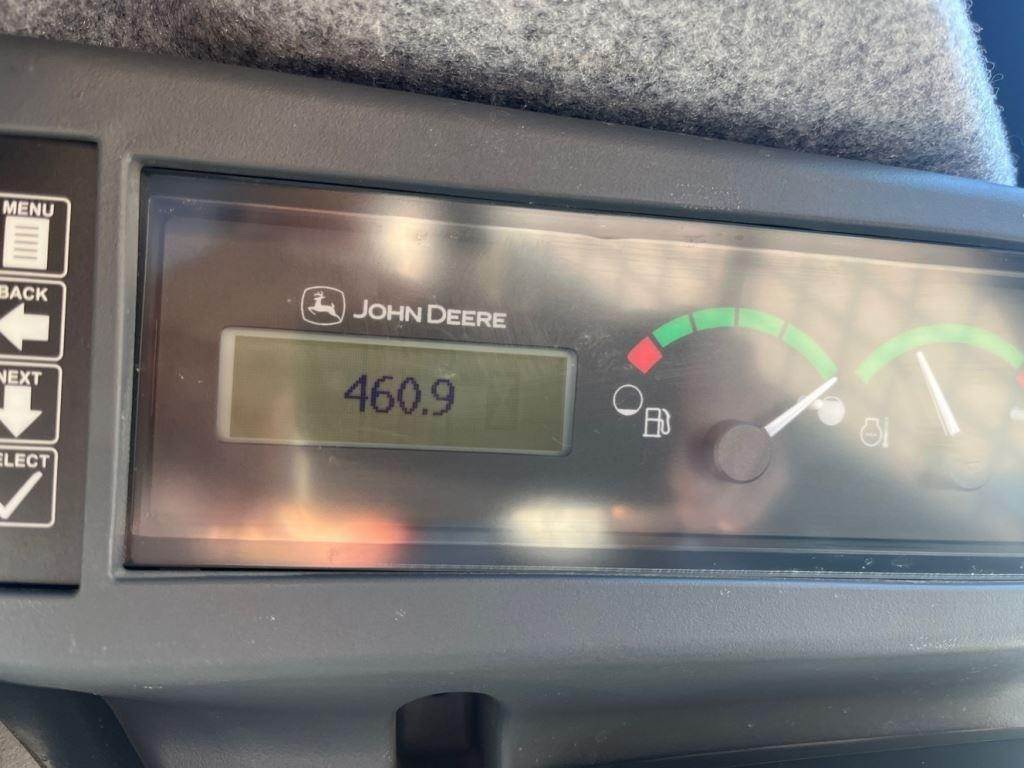 MENU
BACK
NEXT
ELECT
JOHN DEERE
460.9